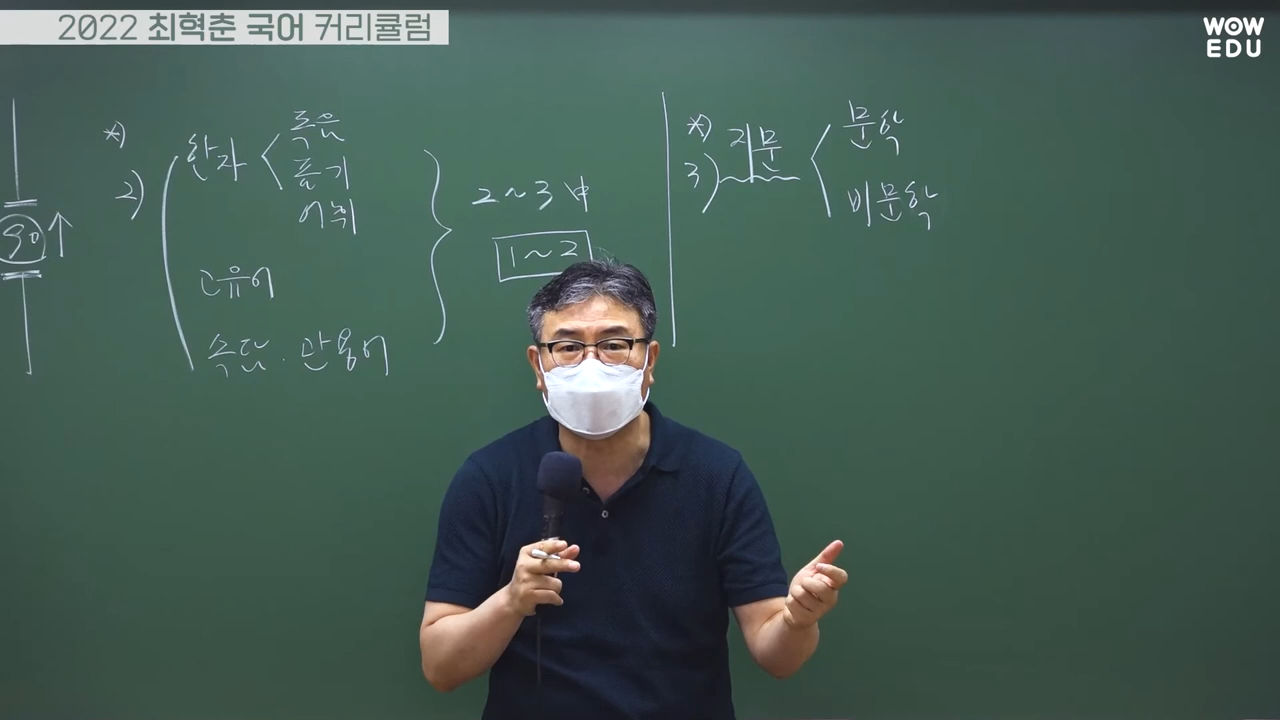 2022 최혁춘 국어 커리큘럼
WOW
EDU
90 ↑
*)
2) 한자 < 독음
표기
어휘
고유어
속담 · 관용어
2~3 中
1~2
*)
3) 지문 < 문학
비문학